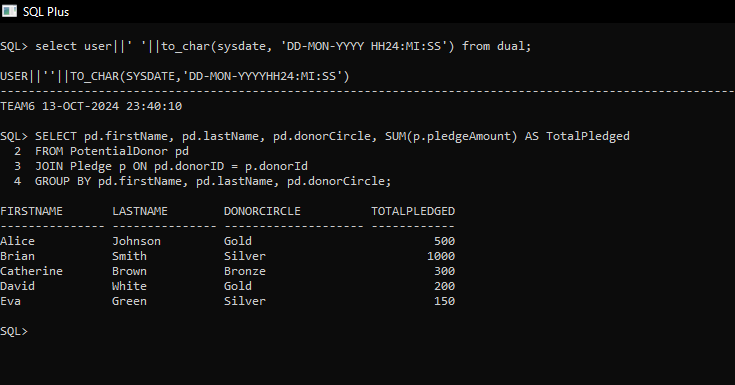 SQL Plus
SQL> select user||' '||to_char(sysdate, 'DD-MON-YYYY HH24:MI:SS') from dual;
USER||''||TO_CHAR(SYSDATE,'DD-MON-YYYYHH24:MI:SS')
--------------------------------------------------------------------------------------------------------
TEAM6 13-OCT-2024 23:40:10
SQL> SELECT pd.firstName, pd.lastName, pd.donorCircle, SUM(p.pledgeAmount) AS TotalPledged
  2  FROM PotentialDonor pd
  3  JOIN Pledge p ON pd.donorID = p.donorId
  4  GROUP BY pd.firstName, pd.lastName, pd.donorCircle;
FIRSTNAME       LASTNAME        DONORCIRCLE          TOTALPLEDGED
--------------- --------------- -------------------- ------------
Alice           Johnson         Gold                          500
Brian           Smith           Silver                       1000
Catherine       Brown           Bronze                        300
David           White           Gold                          200
Eva             Green           Silver                        150
SQL>